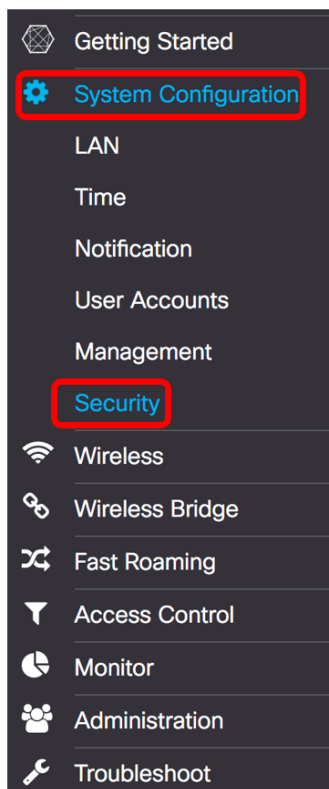 Getting Started
System Configuration
LAN
Time
Notification
User Accounts
Management
Security
Wireless
Wireless Bridge
Fast Roaming
Access Control
Monitor
Administration
Troubleshoot